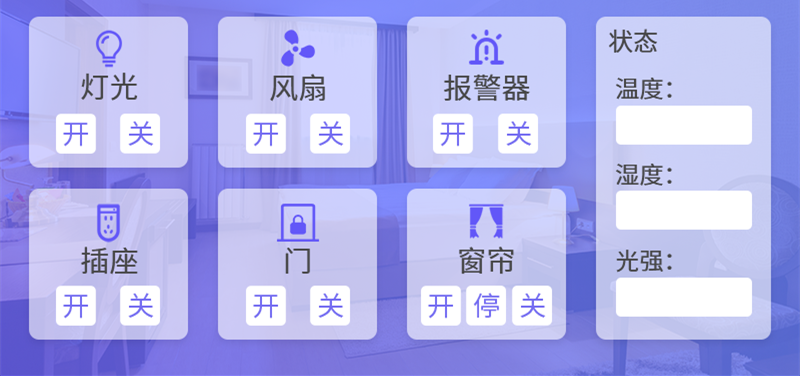 灯光
开 关
风扇
开 关
报警器
开 关
插座
开 关
门
开 关
窗帘
开 停 关
状态
温度：
湿度：
光强：